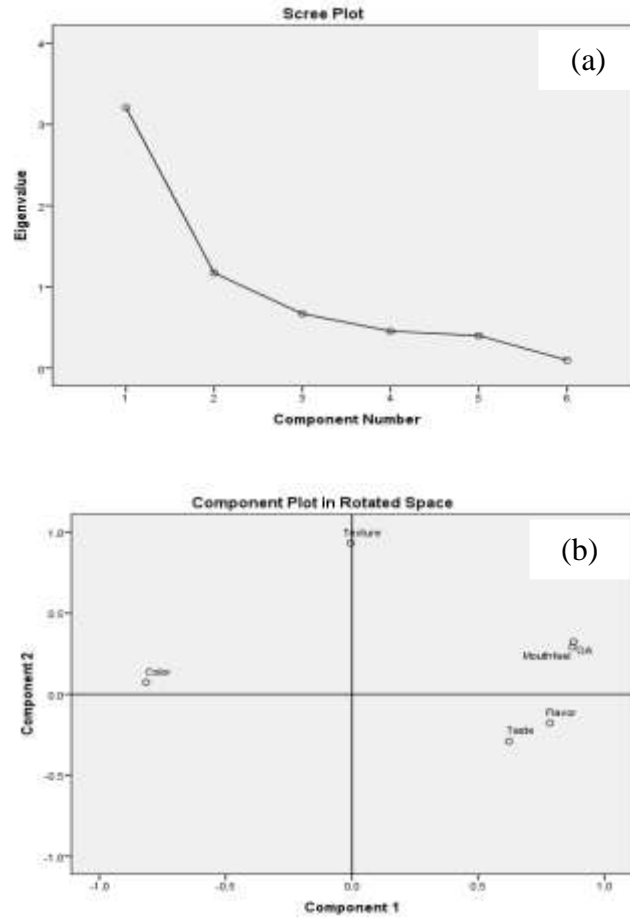 Scree Plot
(a)
4
3
2
1
0
Eigenvalue
1 2 3 4 5 6
Component Number
Component Plot in Rotated Space
(b)
Texture
1.0
0.5
Mouthfeel OA
Color
0.0
Flavor
Taste
-0.5
-1.0
Component 2
-1.0 -0.5 0.0 0.5 1.0
Component 1